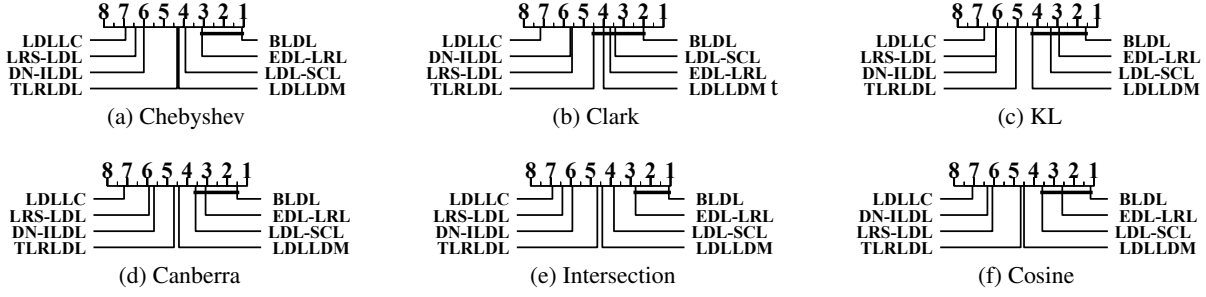 8 7 6 5 4 3 2 1
LDLLC BLDL
LRS-LDL EDL-LRL
DN-ILDL LDL-SCL
TLRLDL LDLLDM
(a) Chebyshev
8 7 6 5 4 3 2 1
LDLLC BLDL
DN-ILDL LDL-SCL
LRS-LDL EDL-LRL
TLRLDL LDLLDM t
(b) Clark
8 7 6 5 4 3 2 1
LDLLC BLDL
LRS-LDL EDL-LRL
DN-ILDL LDL-SCL
TLRLDL LDLLDM
(c) KL
8 7 6 5 4 3 2 1
LDLLC BLDL
LRS-LDL EDL-LRL
DN-ILDL LDL-SCL
TLRLDL LDLLDM
(d) Canberra
8 7 6 5 4 3 2 1
LDLLC BLDL
LRS-LDL EDL-LRL
DN-ILDL LDL-SCL
TLRLDL LDLLDM
(e) Intersection
8 7 6 5 4 3 2 1
LDLLC BLDL
DN-ILDL EDL-LRL
LRS-LDL LDL-SCL
TLRLDL LDLLDM
(f) Cosine